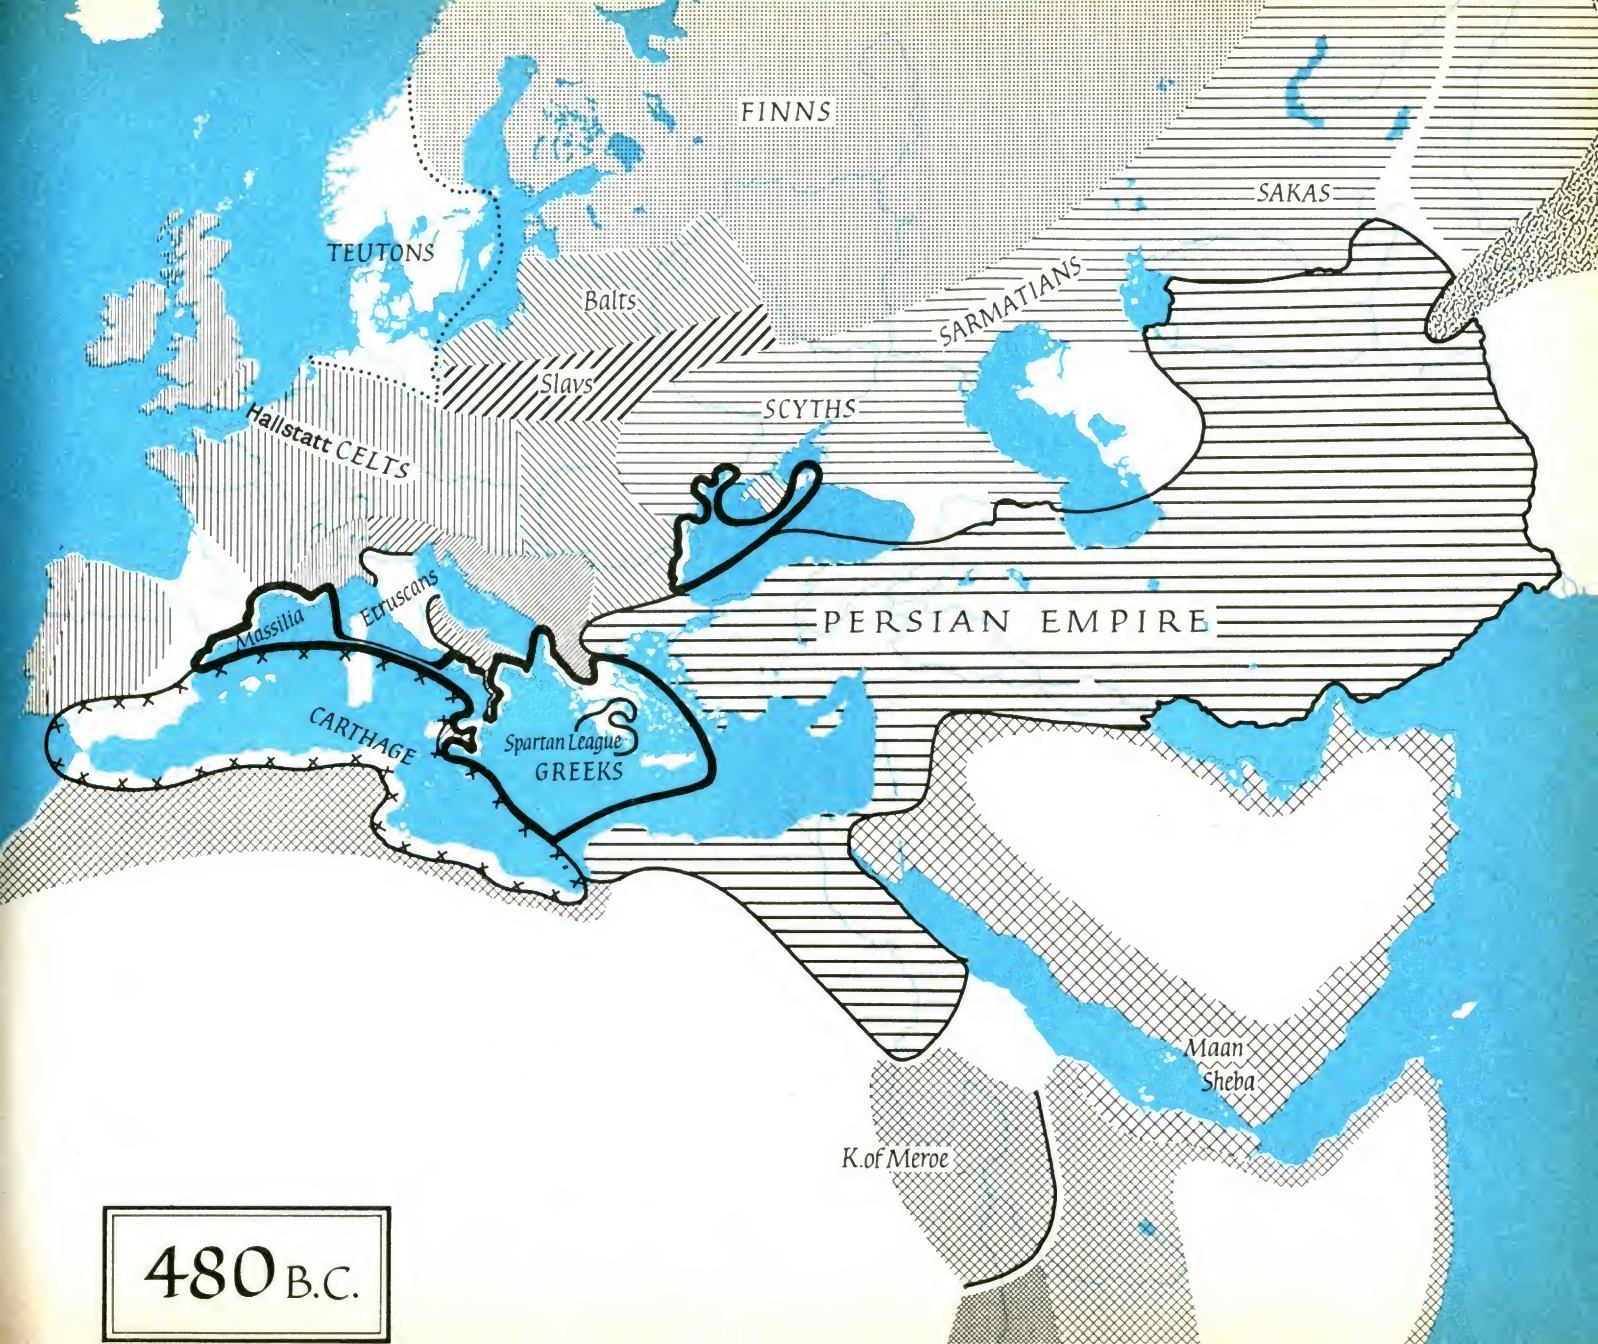 FINNS
SAKAS
TEUTONS
SARMATIANS
Balts
Slavs
SCYTHS
Hallstatt CELTS
Etruscans
Massilia
PERSIAN EMPIRE
CARTHAGE
Spartan League
GREEKS
Maan
Sheba
K.of Meroe
480 B.C.